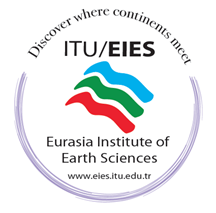 Discover where continents meet
ITU/EIES
Eurasia Institute of
Earth Sciences
www.eies.itu.edu.tr